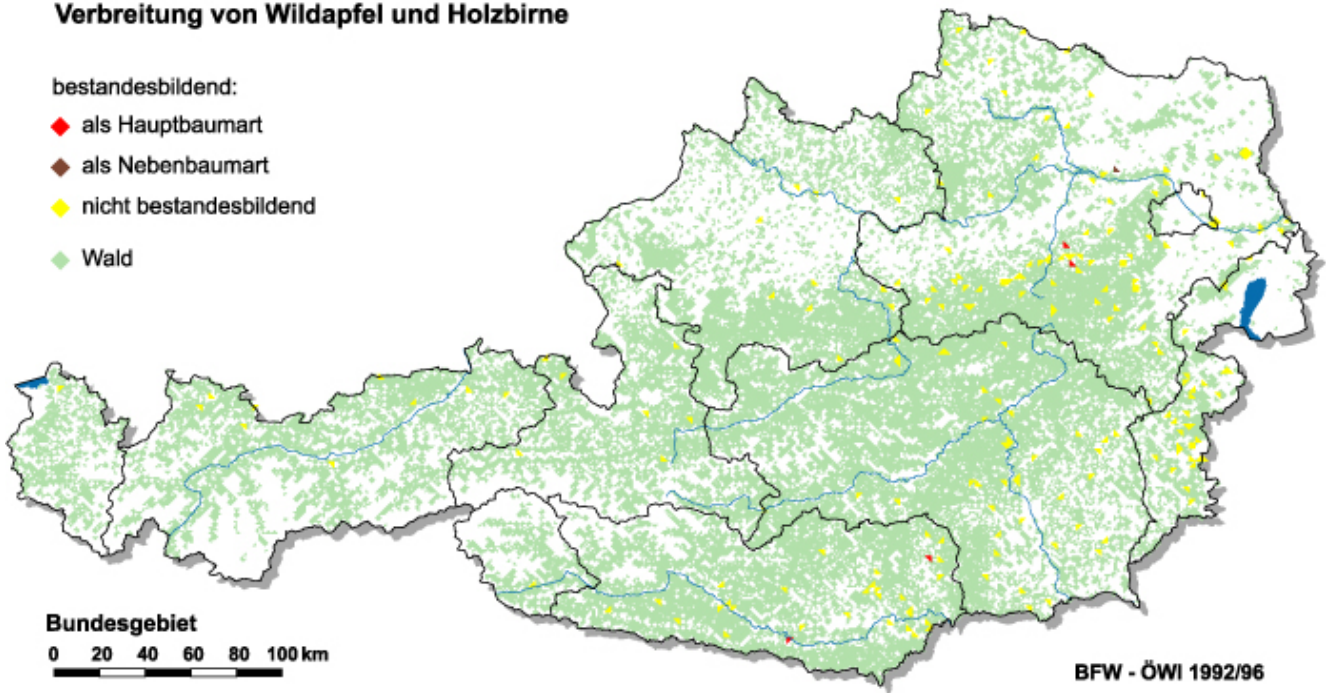 Verbreitung von Wildapfel und Holzbirne
bestandesbildend:
als Hauptbaumart
als Nebenbaumart
nicht bestandesbildend
Wald
Bundesgebiet
0 20 40 60 80 100 km
BFW - ÖWI 1992/96